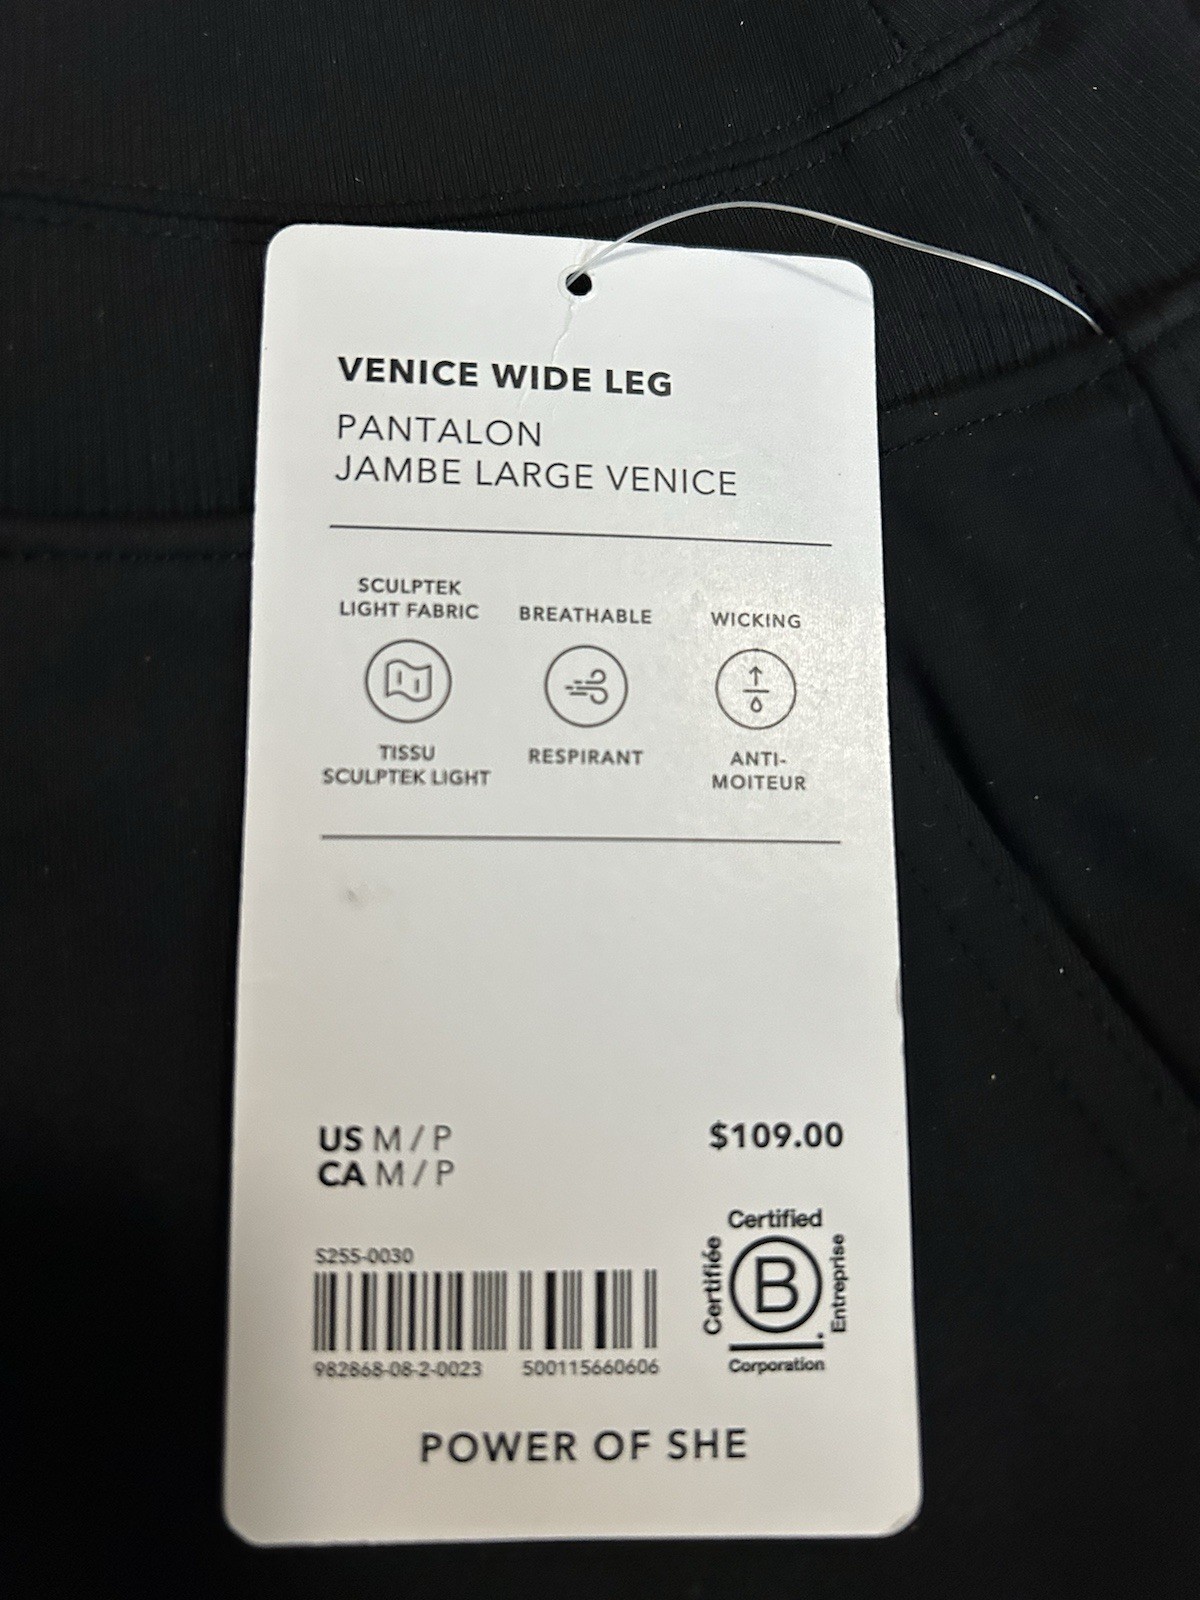 VENICE WIDE LEG
PANTALON
JAMBE LARGE VENICE
SCULPTEK
LIGHT FABRIC
BREATHABLE
WICKING
TISSU
SCULPTEK LIGHT
RESPIRANT
ANTI-
MOITEUR
US M / P
CA M / P
$109.00
S255-0030
982868-08-2-0023
500115660606
Certified
Certifiée
B
Entreprise
Corporation
POWER OF SHE